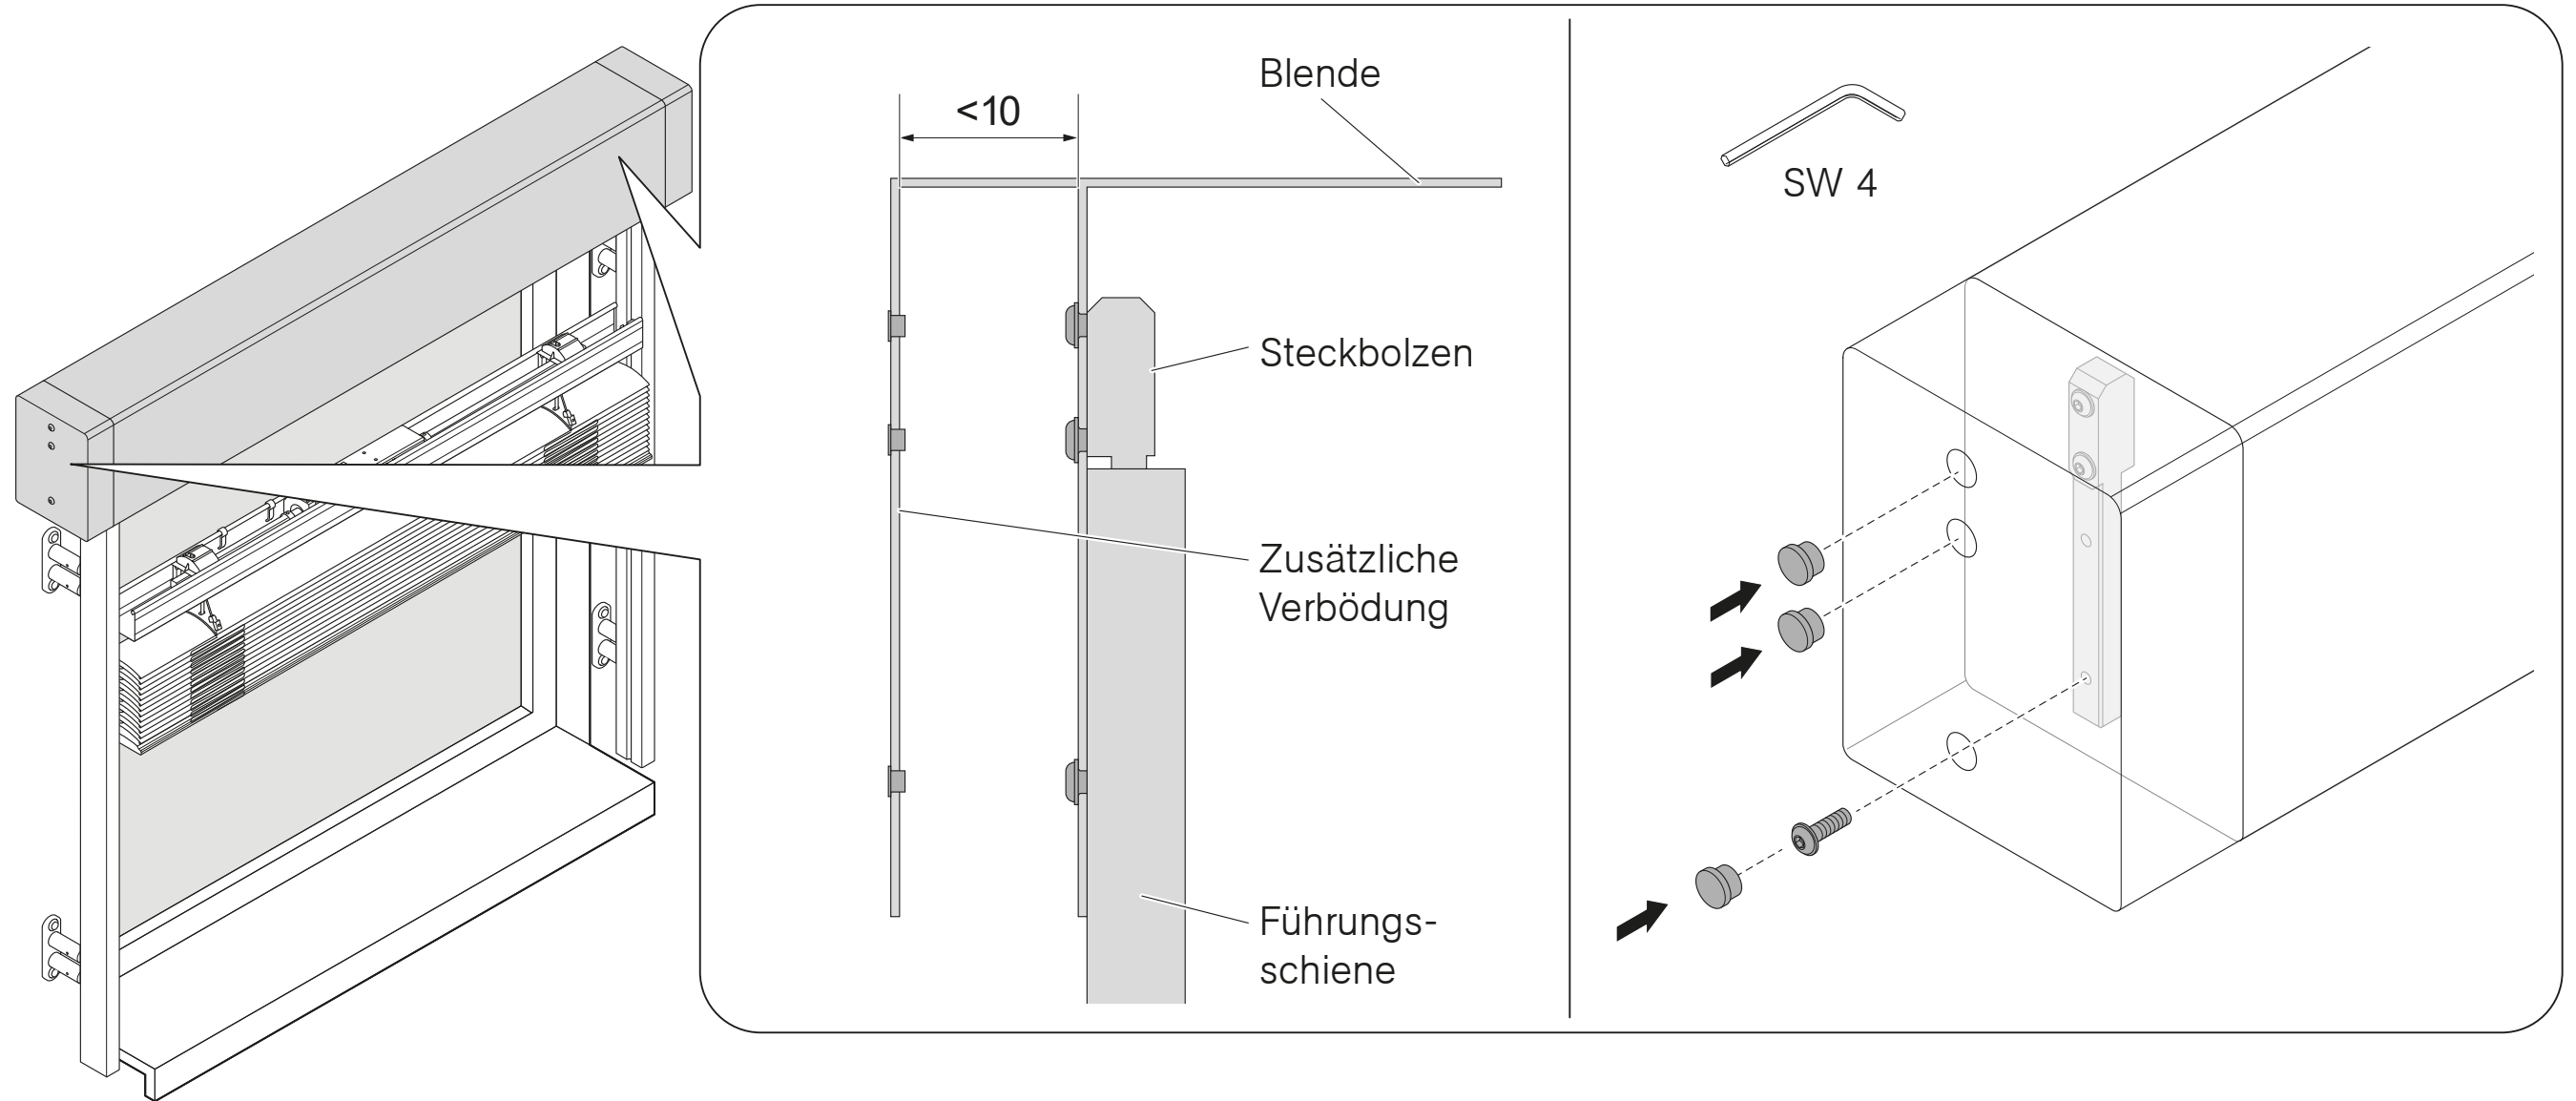 <10
Blende
Steckbolzen
Zusätzliche
Verbödung
Führungs-
schiene
SW 4